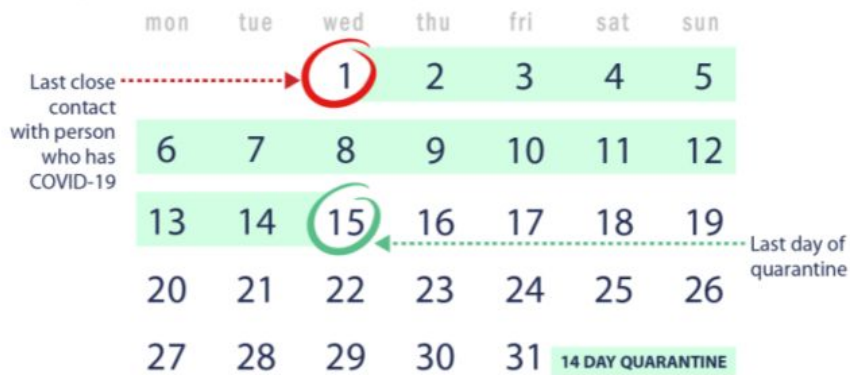 mon tue wed thu fri sat sun
Last close
contact
with person
who has
COVID-19
1 2 3 4 5
6 7 8 9 10 11 12
13 14 15 16 17 18 19
Last day of
quarantine
20 21 22 23 24 25 26
27 28 29 30 31 14 DAY QUARANTINE